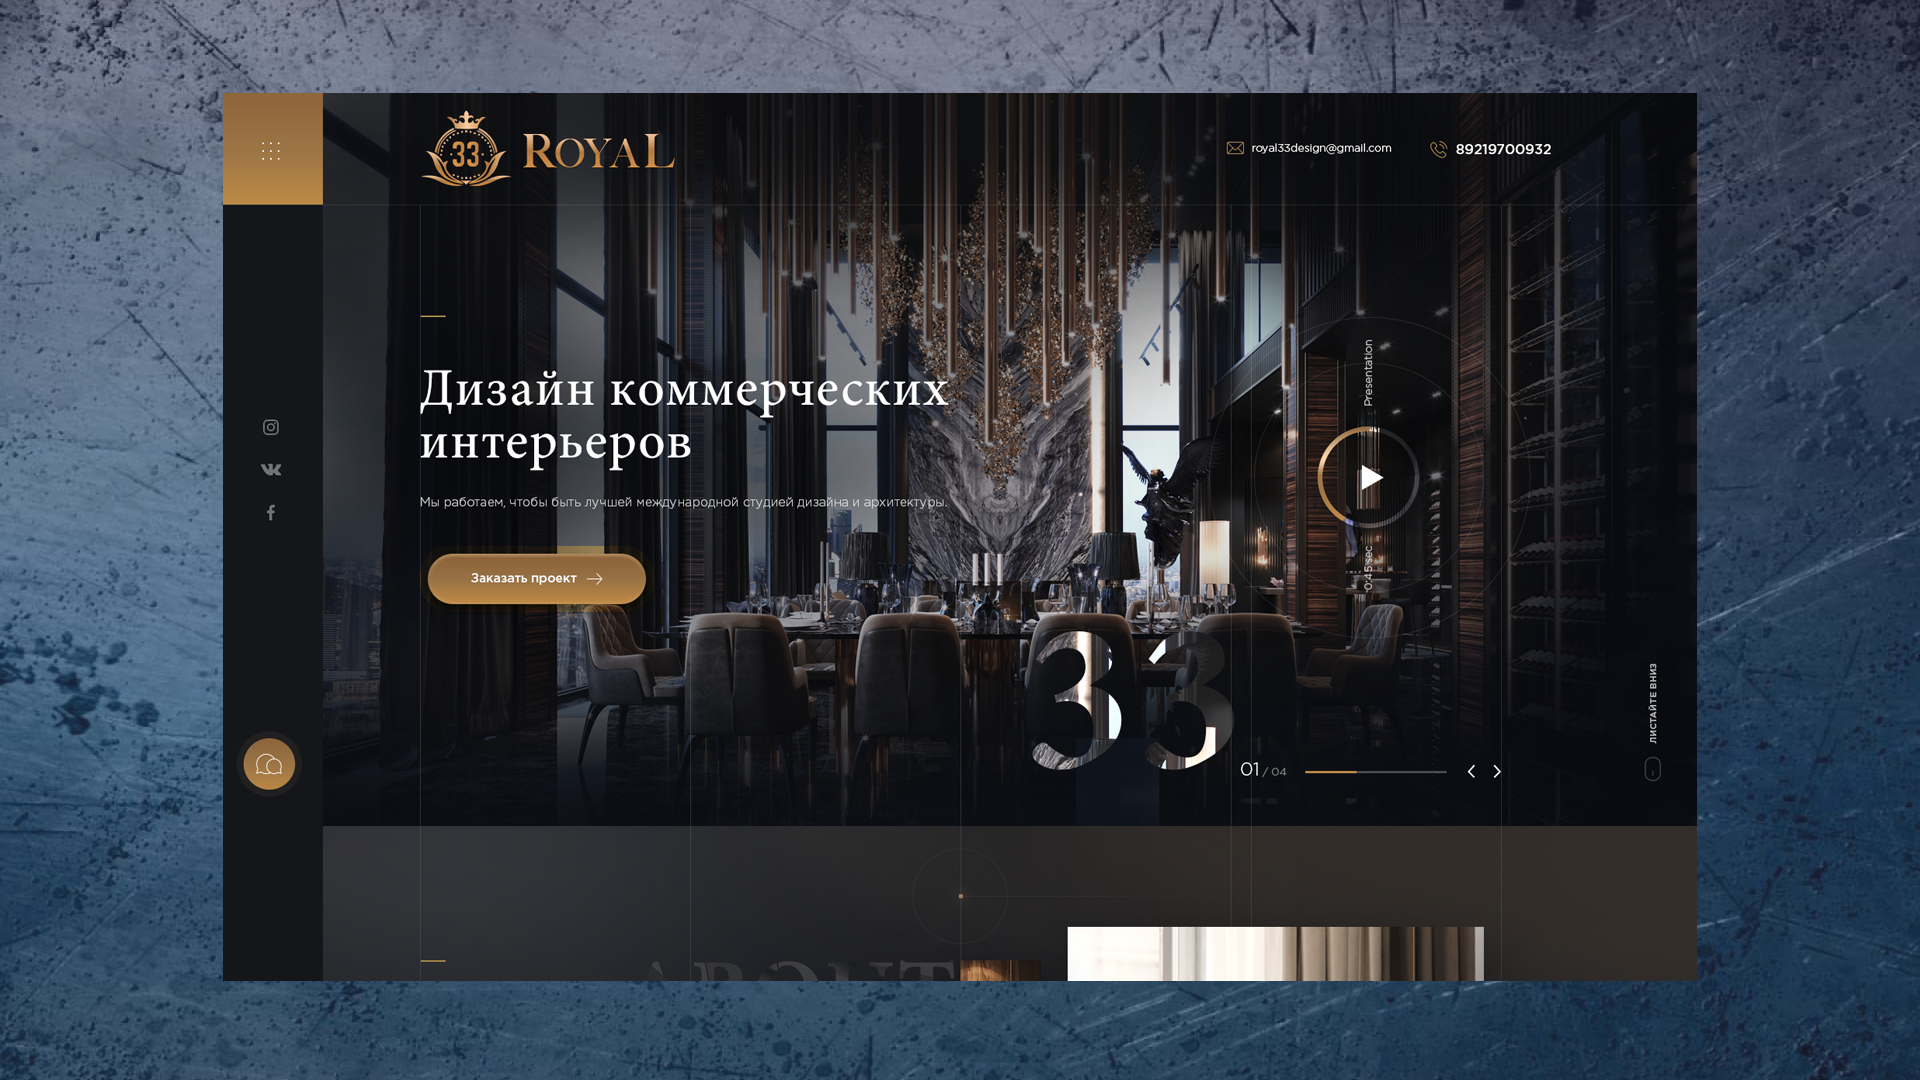 33 ROYAL
royal33design@gmail.com
89219700932
Дизайн коммерческих
интерьеров
Мы работаем, чтобы быть лучшей международной студией дизайна и архитектуры.
Заказать проект
Presentation
0:45 sec
33
01 / 04
ЛИСТАЙТЕ ВНИЗ
ABOUT